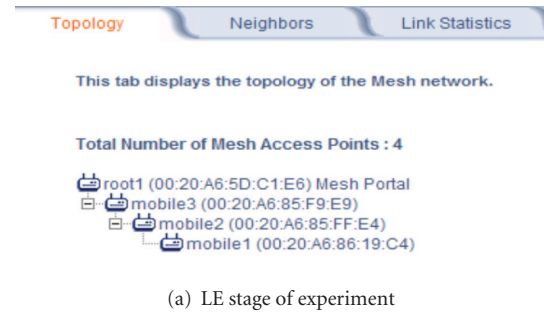 Topology Neighbors Link Statistics
This tab displays the topology of the Mesh network.
Total Number of Mesh Access Points : 4
root1 (00:20:A6:5D:C1:E6) Mesh Portal
mobile3 (00:20:A6:85:F9:E9)
mobile2 (00:20:A6:85:FF:E4)
mobile1 (00:20:A6:86:19:C4)
(a) LE stage of experiment